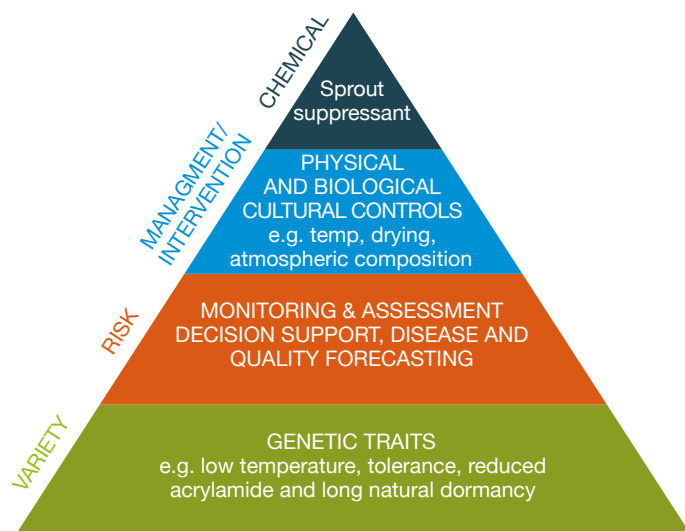 CHEMICAL
Sprout
suppressant
MANAGMENT/
INTERVENTION
PHYSICAL
AND BIOLOGICAL
CULTURAL CONTROLS
e.g. temp, drying,
atmospheric composition
RISK
MONITORING & ASSESSMENT
DECISION SUPPORT, DISEASE AND
QUALITY FORECASTING
VARIETY
GENETIC TRAITS
e.g. low temperature, tolerance, reduced
acrylamide and long natural dormancy